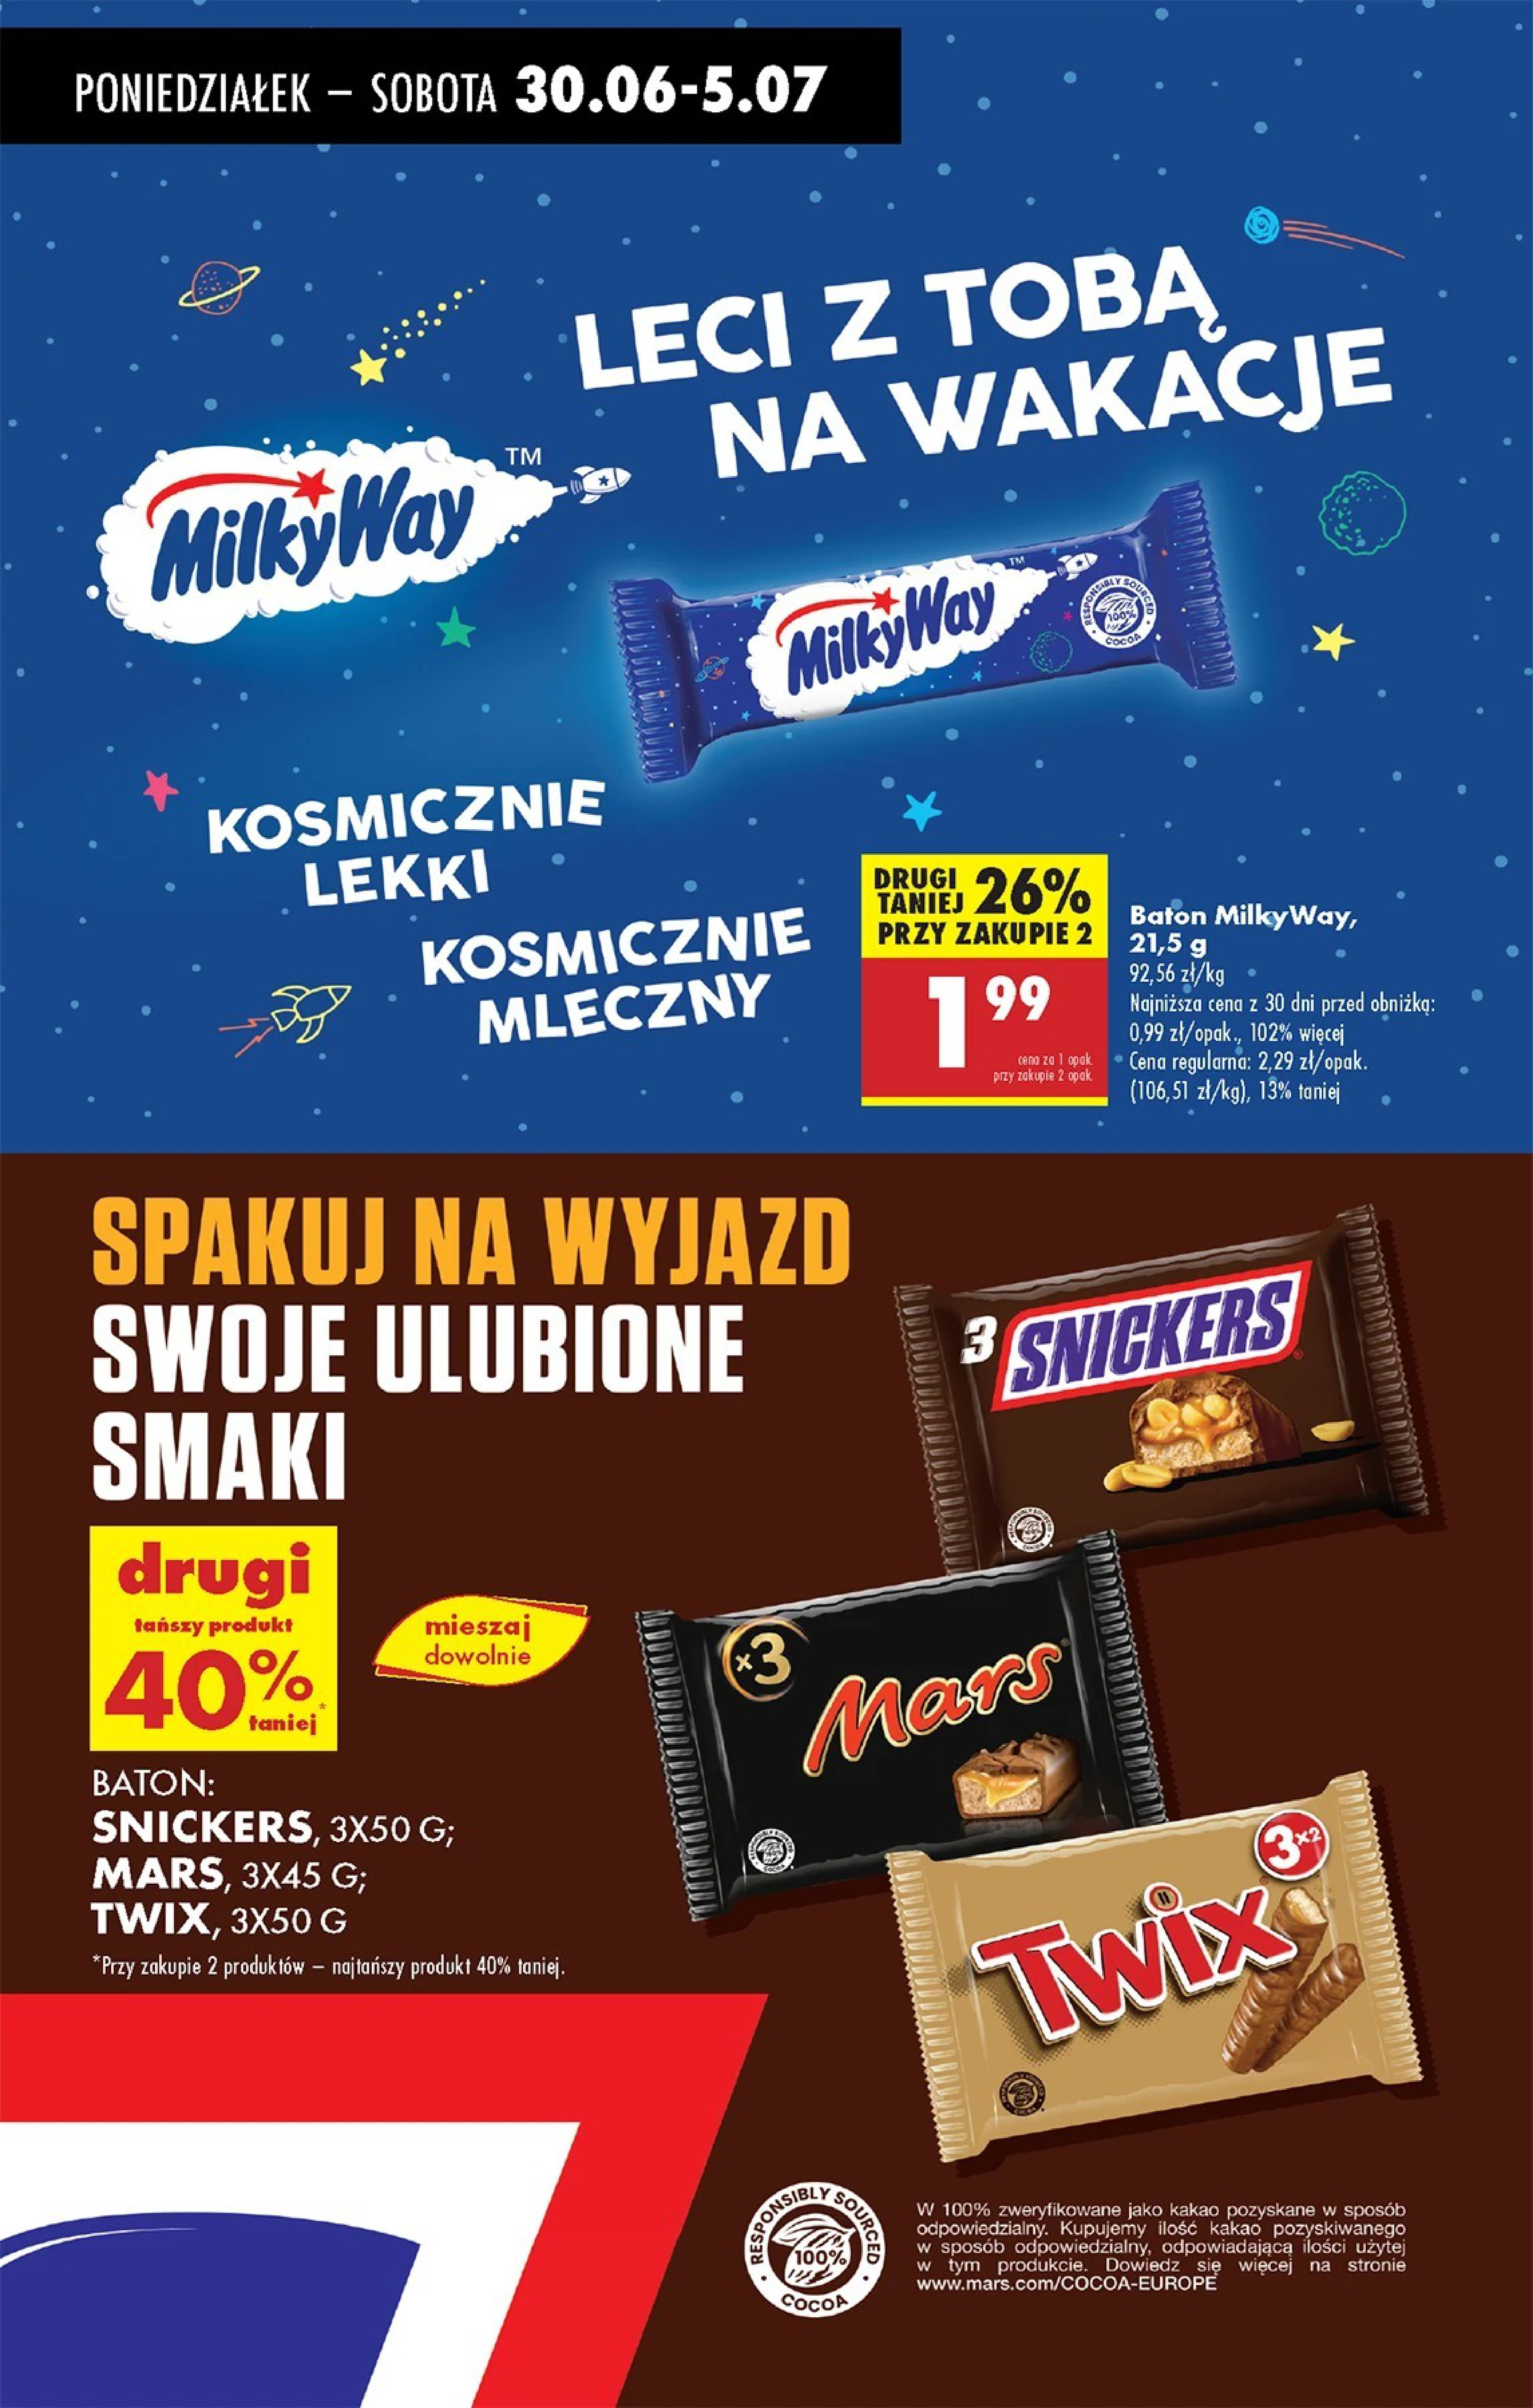 PONIEDZIAŁEK – SOBOTA 30.06-5.07
LECI Z TOBĄ
NA WAKACJE
MilkyWay™
MilkyWay™
RESPONSIBLY SOURCED
100%
COCOA
KOSMICZNIE
LEKKI
KOSMICZNIE
MLECZNY
DRUGI
TANIEJ 26%
PRZY ZAKUPIE 2
1 99
cena za 1 opak.
przy zakupie 2 opak.
Baton MilkyWay,
21,5 g
92,56 zł/kg
Najniższa cena z 30 dni przed obniżką:
0,99 zł/opak., 102% więcej
Cena regularna: 2,29 zł/opak.
(106,51 zł/kg), 13% taniej
SPAKUJ NA WYJAZD
SWOJE ULUBIONE
SMAKI
3 SNICKERS®
drugi
tańszy produkt
40%
taniej*
mieszaj
dowolnie
×3
Mars®
BATON:
SNICKERS, 3X50 G;
MARS, 3X45 G;
TWIX, 3X50 G
*Przy zakupie 2 produktów – najtańszy produkt 40% taniej.
3×2
Twix®
RESPONSIBLY SOURCED
100%
COCOA
W 100% zweryfikowane jako kakao pozyskane w sposób
odpowiedzialny. Kupujemy ilość kakao pozyskiwanego
w sposób odpowiedzialny, odpowiadającą ilości użytej
w tym produkcie. Dowiedz się więcej na stronie
www.mars.com/COCOA-EUROPE